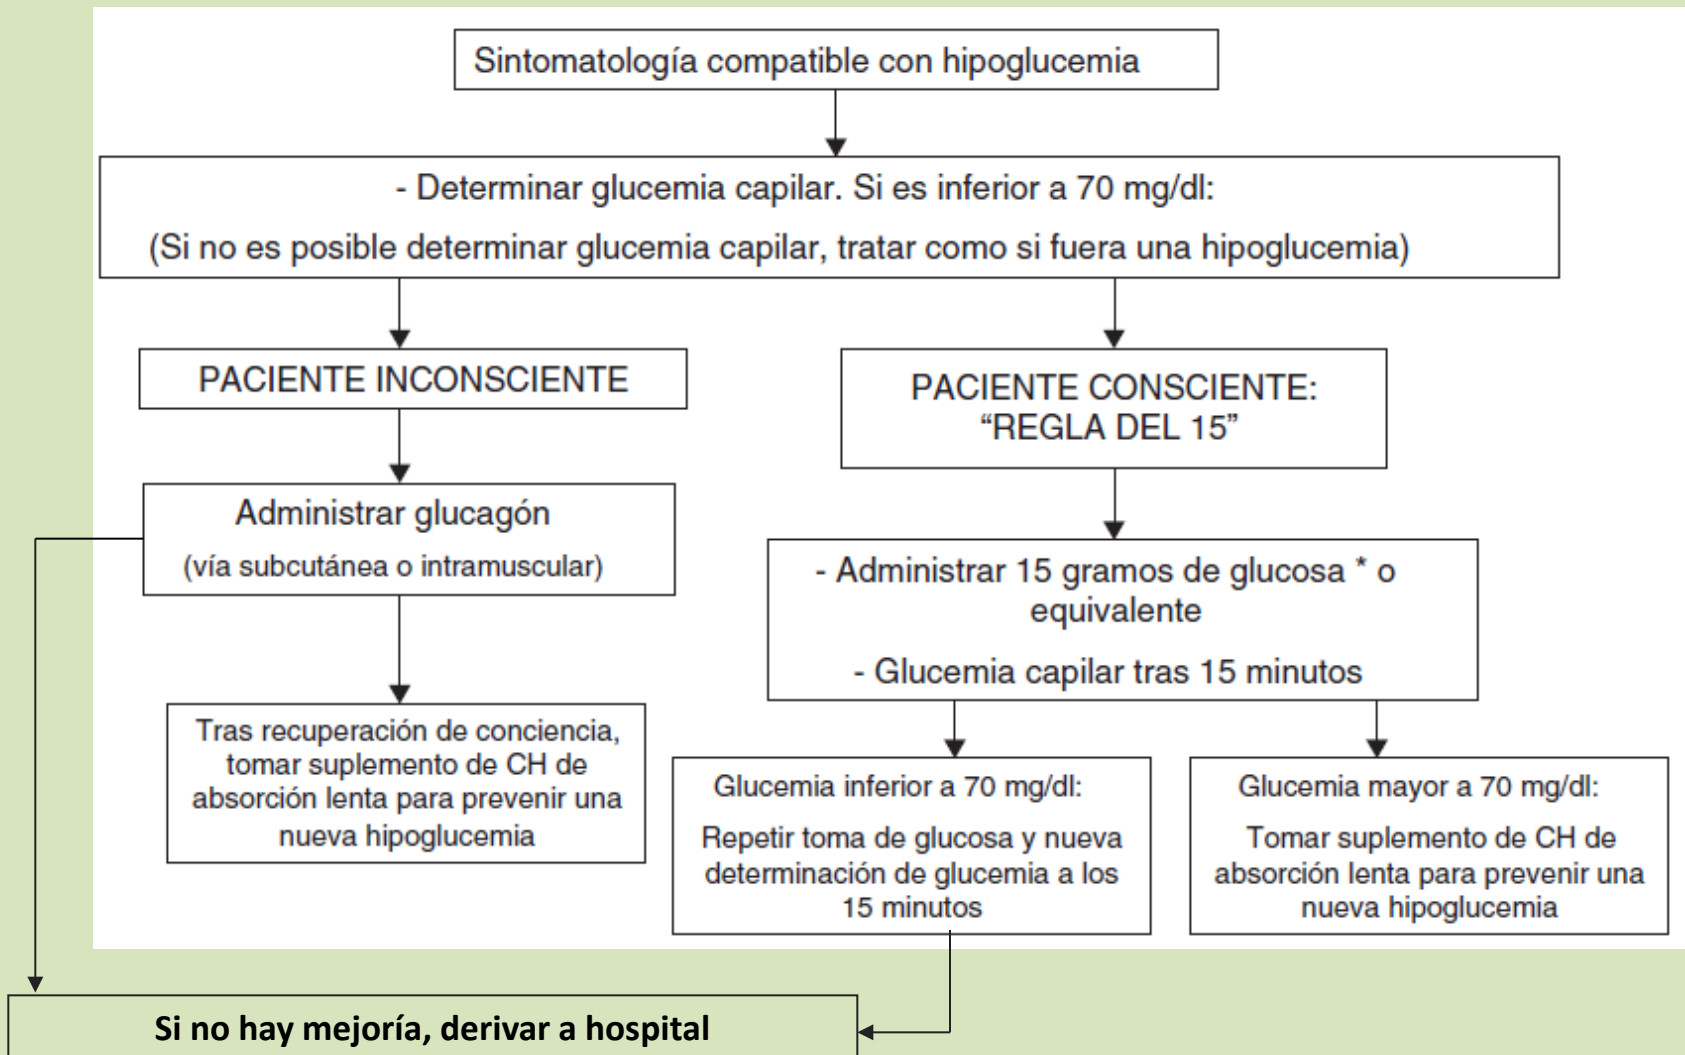 Sintomatología compatible con hipoglucemia
- Determinar glucemia capilar. Si es inferior a 70 mg/dl:
(Si no es posible determinar glucemia capilar, tratar como si fuera una hipoglucemia)
PACIENTE INCONSCIENTE
Administrar glucagón
(vía subcutánea o intramuscular)
Tras recuperación de conciencia,
tomar suplemento de CH de
absorción lenta para prevenir una
nueva hipoglucemia
PACIENTE CONSCIENTE:
“REGLA DEL 15”
- Administrar 15 gramos de glucosa * o
equivalente
- Glucemia capilar tras 15 minutos
Glucemia inferior a 70 mg/dl:
Repetir toma de glucosa y nueva
determinación de glucemia a los
15 minutos
Glucemia mayor a 70 mg/dl:
Tomar suplemento de CH de
absorción lenta para prevenir una
nueva hipoglucemia
Si no hay mejoría, derivar a hospital